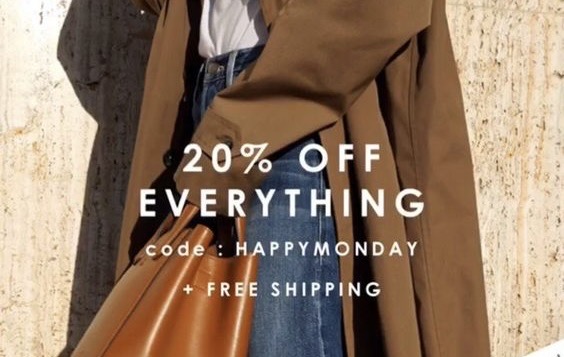 20% OFF
EVERYTHING
code : HAPPYMONDAY
+ FREE SHIPPING